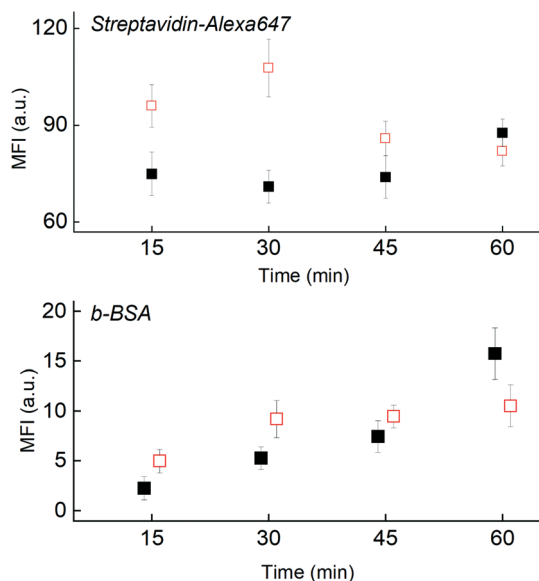 Streptavidin-Alexa647
120
90
60
MFI (a.u.)
15 30 45 60
Time (min)
b-BSA
20
15
10
5
0
MFI (a.u.)
15 30 45 60
Time (min)